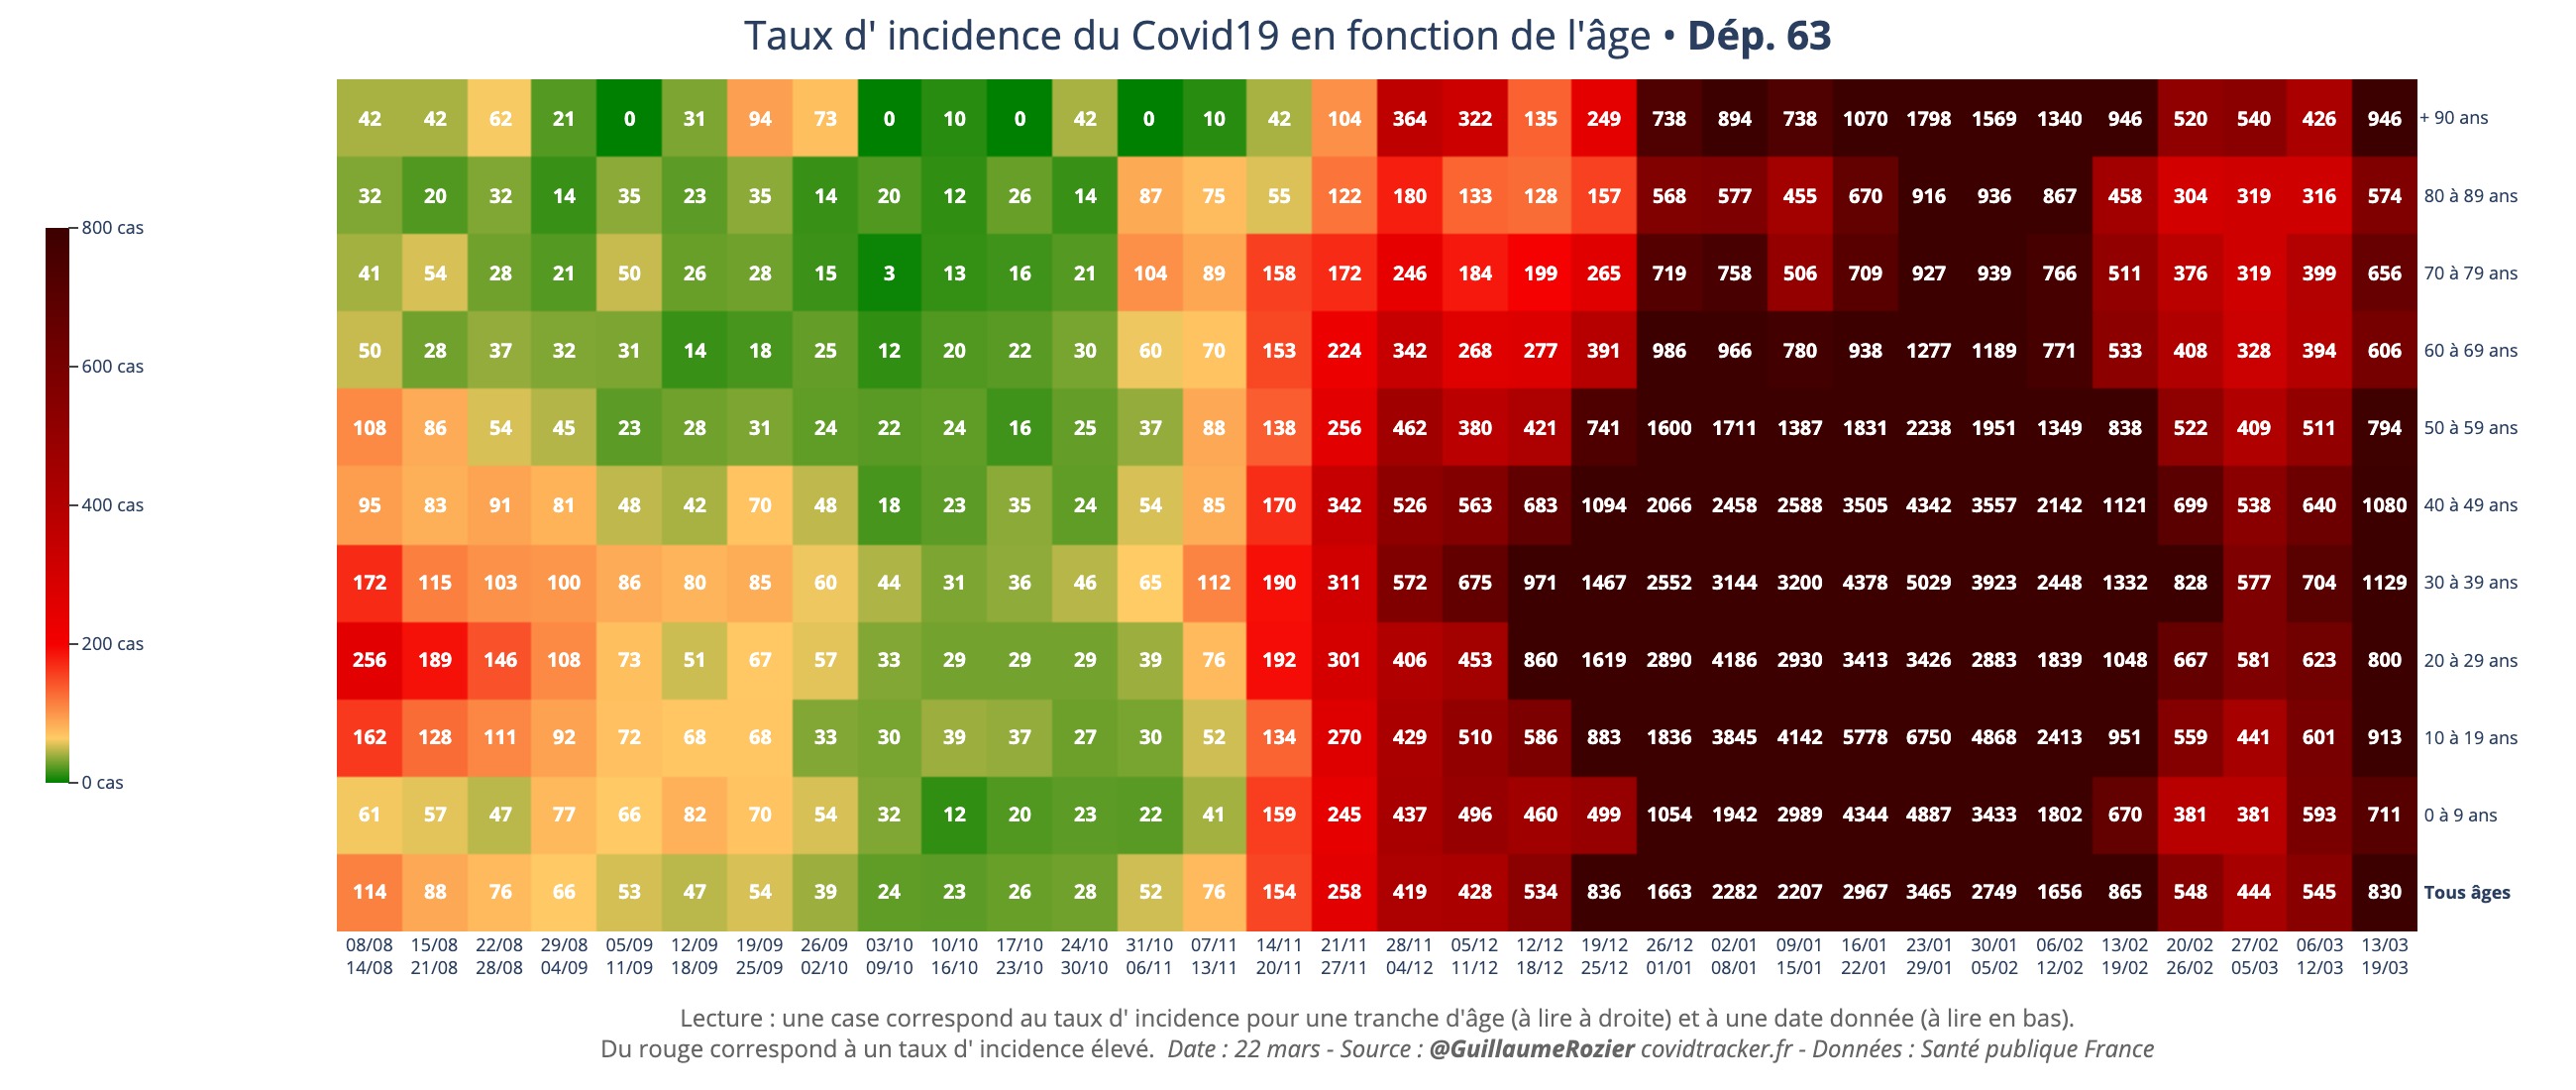 Taux d' incidence du Covid19 en fonction de l'âge • Dép. 63
42 42 62 21 0 31 94 73 0 10 0 42 0 10 42 104 364 322 135 249 738 894 738 1070 1798 1569 1340 946 520 540 426 946 + 90 ans
32 20 32 14 35 23 35 14 20 12 26 14 87 75 55 122 180 133 128 157 568 577 455 670 916 936 867 458 304 319 316 574 80 à 89 ans
800 cas
41 54 28 21 50 26 28 15 3 13 16 21 104 89 158 172 246 184 199 265 719 758 506 709 927 939 766 511 376 319 399 656 70 à 79 ans
50 28 37 32 31 14 18 25 12 20 22 30 60 70 153 224 342 268 277 391 986 966 780 938 1277 1189 771 533 408 328 394 606 60 à 69 ans
600 cas
108 86 54 45 23 28 31 24 22 24 16 25 37 88 138 256 462 380 421 741 1600 1711 1387 1831 2238 1951 1349 838 522 409 511 794 50 à 59 ans
400 cas
95 83 91 81 48 42 70 48 18 23 35 24 54 85 170 342 526 563 683 1094 2066 2458 2588 3505 4342 3557 2142 1121 699 538 640 1080 40 à 49 ans
172 115 103 100 86 80 85 60 44 31 36 46 65 112 190 311 572 675 971 1467 2552 3144 3200 4378 5029 3923 2448 1332 828 577 704 1129 30 à 39 ans
200 cas
256 189 146 108 73 51 67 57 33 29 29 29 39 76 192 301 406 453 860 1619 2890 4186 2930 3413 3426 2883 1839 1048 667 581 623 800 20 à 29 ans
162 128 111 92 72 68 68 33 30 39 37 27 30 52 134 270 429 510 586 883 1836 3845 4142 5778 6750 4868 2413 951 559 441 601 913 10 à 19 ans
0 cas
61 57 47 77 66 82 70 54 32 12 20 23 22 41 159 245 437 496 460 499 1054 1942 2989 4344 4887 3433 1802 670 381 381 593 711 0 à 9 ans
114 88 76 66 53 47 54 39 24 23 26 28 52 76 154 258 419 428 534 836 1663 2282 2207 2967 3465 2749 1656 865 548 444 545 830 Tous âges
08/08 15/08 22/08 29/08 05/09 12/09 19/09 26/09 03/10 10/10 17/10 24/10 31/10 07/11 14/11 21/11 28/11 05/12 12/12 19/12 26/12 02/01 09/01 16/01 23/01 30/01 06/02 13/02 20/02 27/02 06/03 13/03
14/08 21/08 28/08 04/09 11/09 18/09 25/09 02/10 09/10 16/10 23/10 30/10 06/11 13/11 20/11 27/11 04/12 11/12 18/12 25/12 01/01 08/01 15/01 22/01 29/01 05/02 12/02 19/02 26/02 05/03 12/03 19/03
Lecture : une case correspond au taux d' incidence pour une tranche d'âge (à lire à droite) et à une date donnée (à lire en bas).
Du rouge correspond à un taux d' incidence élevé. Date : 22 mars - Source : @GuillaumeRozier covidtracker.fr - Données : Santé publique France